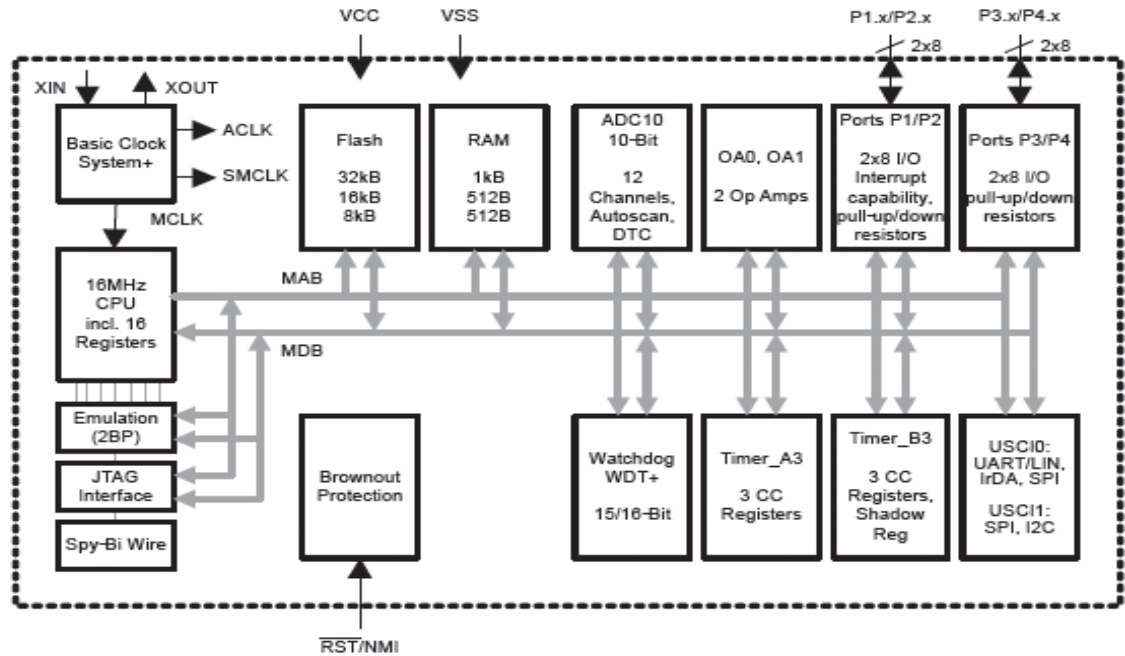 VCC
VSS
P1.x/P2.x
P3.x/P4.x
2x8
2x8
XIN
XOUT
Basic Clock
System+
ACLK
SMCLK
MCLK
Flash
32kB
16kB
8kB
RAM
1kB
512B
512B
ADC10
10-Bit
12
Channels,
Autoscan,
DTC
OA0, OA1
2 Op Amps
Ports P1/P2
2x8 I/O
Interrupt
capability,
pull-up/down
resistors
Ports P3/P4
2x8 I/O
pull-up/down
resistors
16MHz
CPU
incl. 16
Registers
MAB
MDB
Emulation
(2BP)
JTAG
Interface
Spy-Bi Wire
Brownout
Protection
Watchdog
WDT+
15/16-Bit
Timer_A3
3 CC
Registers
Timer_B3
3 CC
Registers,
Shadow
Reg
USCI0:
UART/LIN,
IrDA, SPI
USCI1:
SPI, I2C
RST/NMI